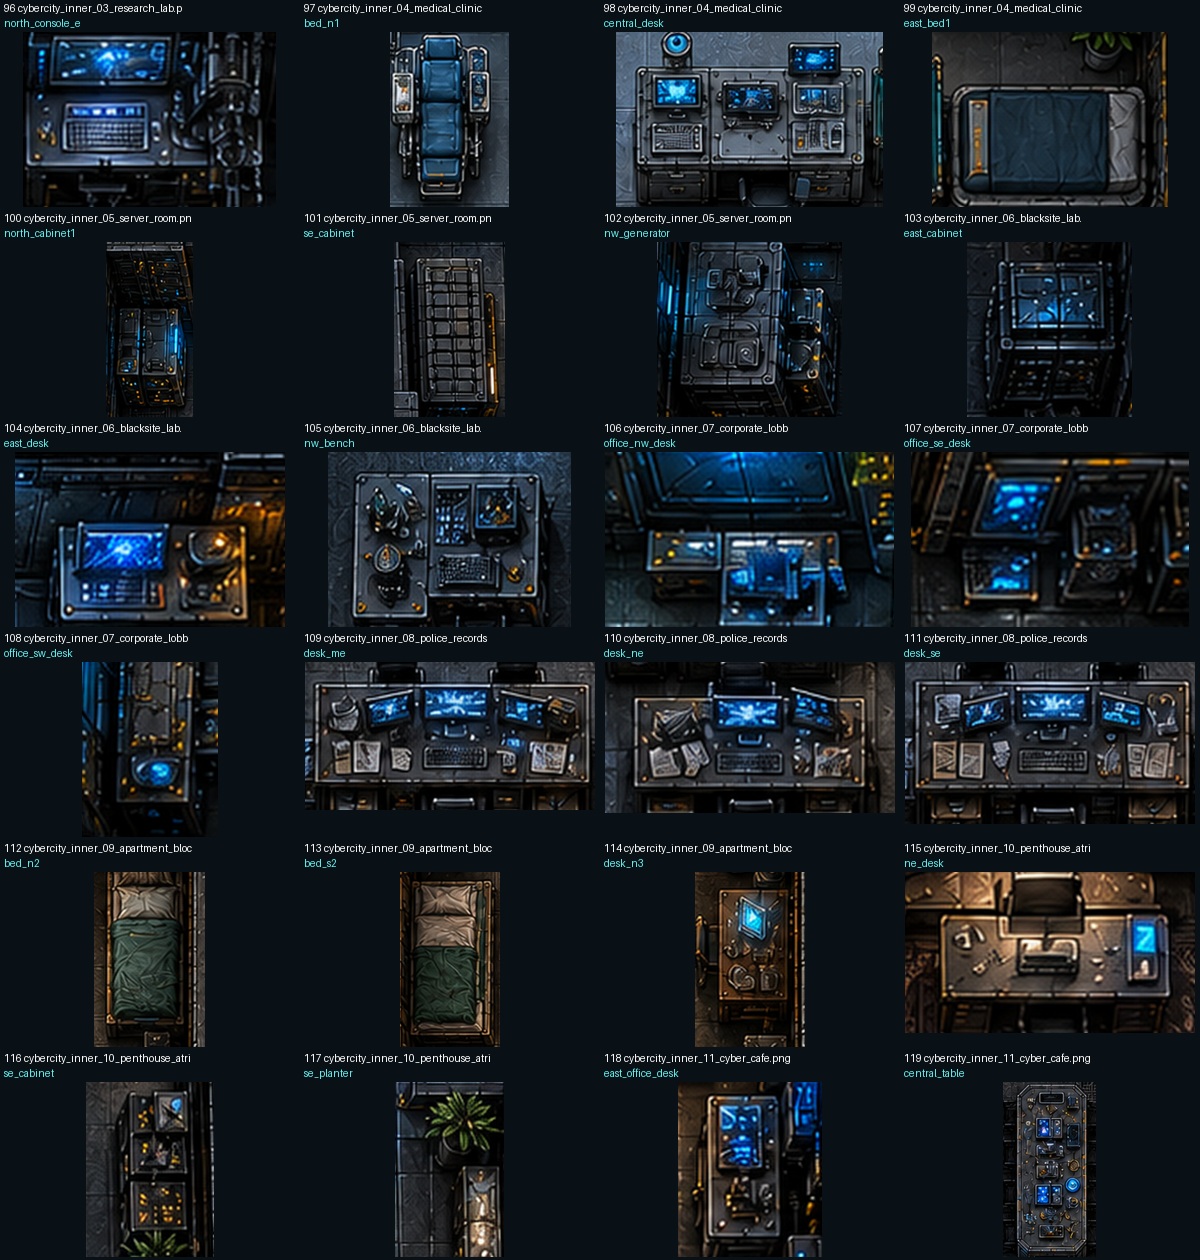 96 cybercity_inner_03_research_lab.p
north_console_e
97 cybercity_inner_04_medical_clinic
bed_n1
98 cybercity_inner_04_medical_clinic
central_desk
99 cybercity_inner_04_medical_clinic
east_bed1
100 cybercity_inner_05_server_room.pn
north_cabinet1
101 cybercity_inner_05_server_room.pn
se_cabinet
102 cybercity_inner_05_server_room.pn
nw_generator
103 cybercity_inner_06_blacksite_lab.
east_cabinet
104 cybercity_inner_06_blacksite_lab.
east_desk
105 cybercity_inner_06_blacksite_lab.
nw_bench
106 cybercity_inner_07_corporate_lobb
office_nw_desk
107 cybercity_inner_07_corporate_lobb
office_se_desk
108 cybercity_inner_07_corporate_lobb
office_sw_desk
109 cybercity_inner_08_police_records
desk_me
110 cybercity_inner_08_police_records
desk_ne
111 cybercity_inner_08_police_records
desk_se
112 cybercity_inner_09_apartment_bloc
bed_n2
113 cybercity_inner_09_apartment_bloc
bed_s2
114 cybercity_inner_09_apartment_bloc
desk_n3
115 cybercity_inner_10_penthouse_atri
ne_desk
116 cybercity_inner_10_penthouse_atri
se_cabinet
117 cybercity_inner_10_penthouse_atri
se_planter
118 cybercity_inner_11_cyber_cafe.png
east_office_desk
119 cybercity_inner_11_cyber_cafe.png
central_table